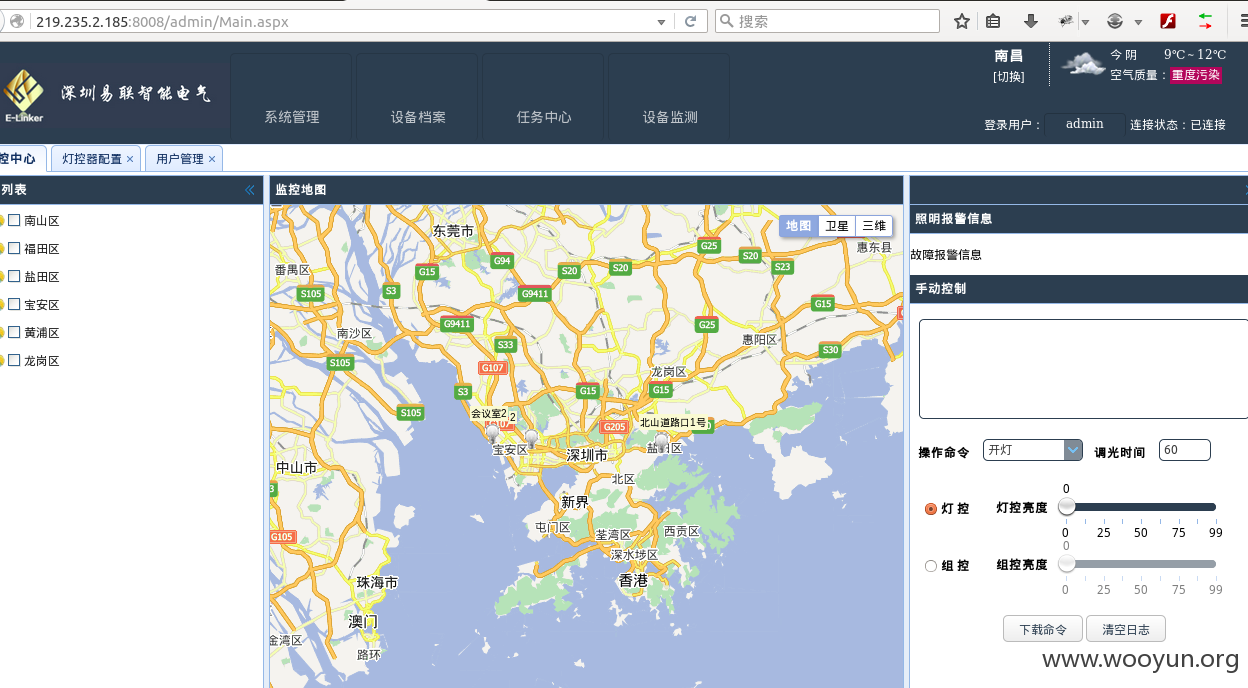 219.235.2.185:8008/admin/Main.aspx
搜索
E-Linker
深圳易联智能电气
系统管理 设备档案 任务中心 设备监测
南昌
[切换]
今 阴 9℃~12℃
空气质量：重度污染
登录用户： admin 连接状态：已连接
控中心 灯控器配置 × 用户管理 ×
列表
南山区
福田区
盐田区
宝安区
黄浦区
龙岗区
监控地图
地图 卫星 三维
东莞市
惠东县
番禺区
G25
S20
G94
G15
S20
S20
S23
S3
S105
G9411
G15
G9411
G25
南沙区
惠阳区
S33
S30
S105
G107
龙岗区
S3
G15
G15
S105
会议室2 2
G205
北山道路口1号
宝安区
深圳市
中山市
北区
新界
屯门区
荃湾区
西贡区
G105
深水埗区
香港
珠海市
澳门
金湾区
路环
照明报警信息
故障报警信息
手动控制
操作命令 开灯 调光时间 60
0
灯 控 灯控亮度
0 25 50 75 99
0
组 控 组控亮度
0 25 50 75 99
下载命令 清空日志
www.wooyun.org